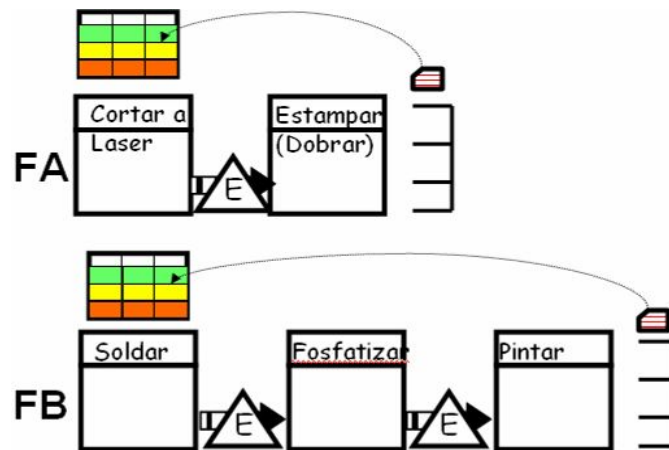 Cortar a
Laser
Estampar
(Dobrar)
FA
E
Soldar
Fosfatizar
Pintar
FB
E
E